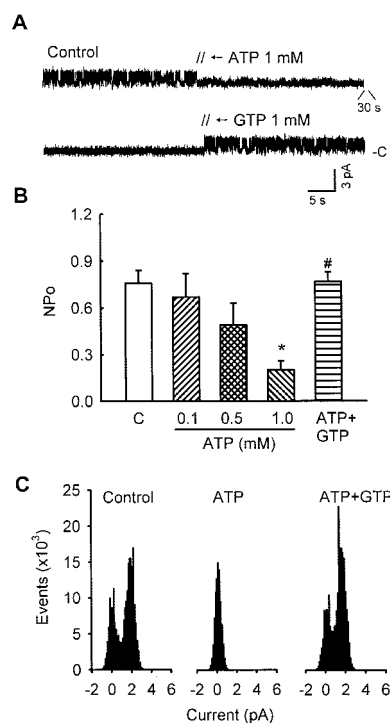 A
Control
// ← ATP 1 mM
30 s
// ← GTP 1 mM
-C
3 pA
5 s
B
1.2
0.9
0.6
0.3
0.0
NPo
*
#
C 0.1 0.5 1.0 ATP+
GTP
ATP (mM)
C
Control ATP ATP+GTP
25
20
15
10
5
0
Events (x10³)
-2 0 2 4 6 -2 0 2 4 6 -2 0 2 4 6
Current (pA)